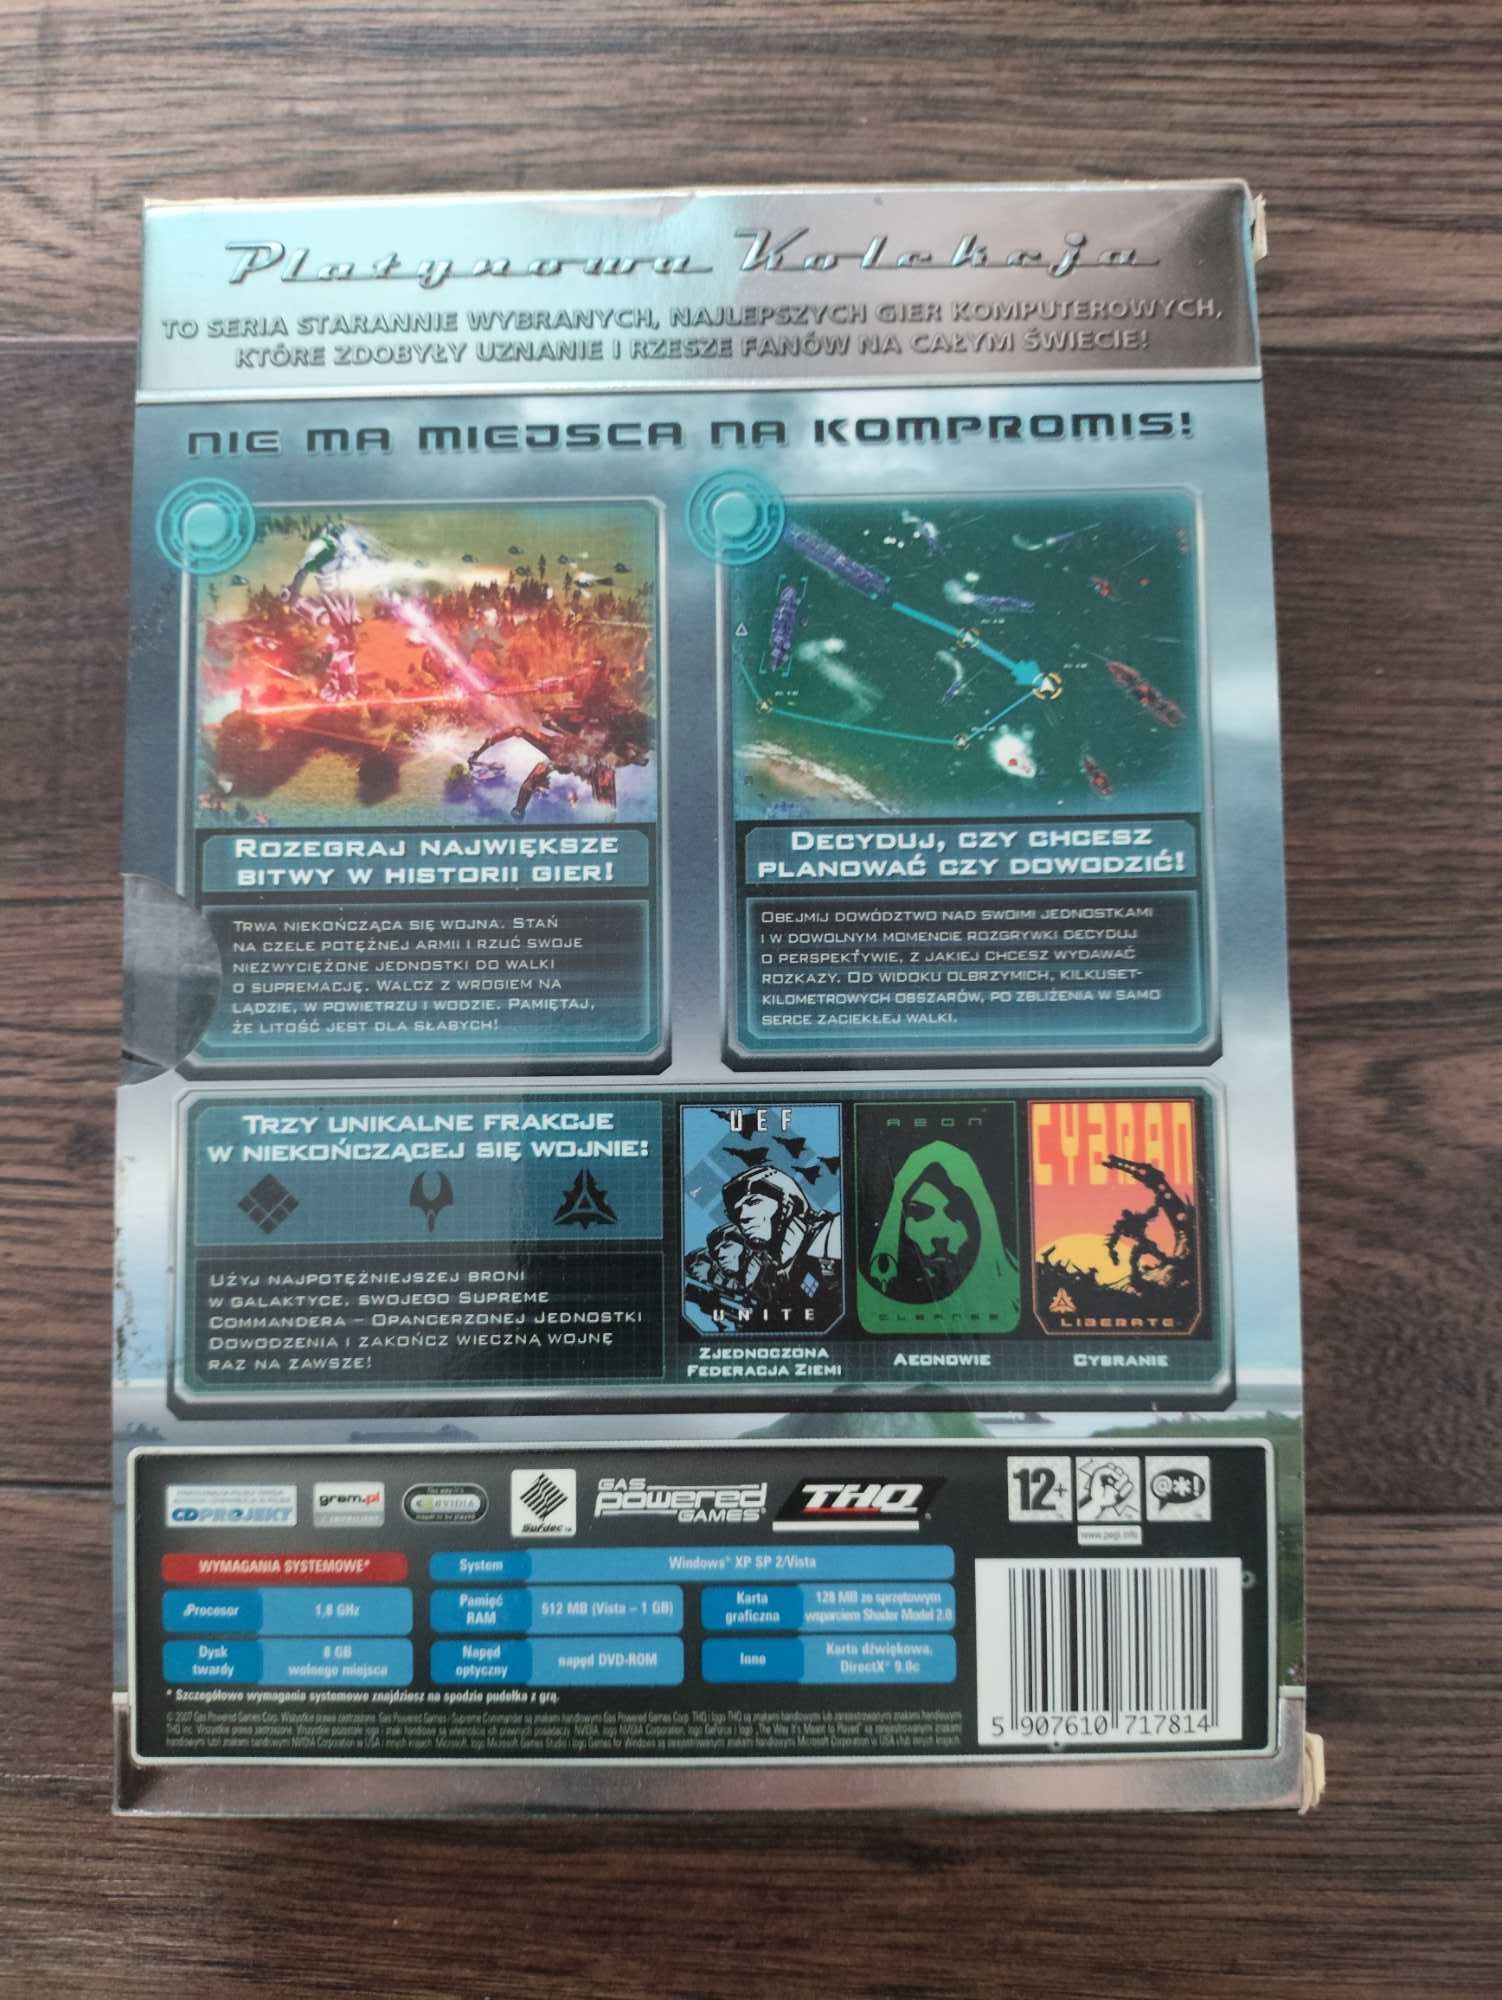 Platynowa Kolekcja
TO SERIA STARANNIE WYBRANYCH, NAJLEPSZYCH GIER KOMPUTEROWYCH,
KTÓRE ZDOBYŁY UZNANIE I RZESZE FANÓW NA CAŁYM ŚWIECIE!
NIE MA MIEJSCA NA KOMPROMIS!
ROZEGRAJ NAJWIĘKSZE
BITWY W HISTORII GIER!
TRWA NIEKOŃCZĄCA SIĘ WOJNA. STAŃ
NA CZELE POTĘŻNEJ ARMII I RZUĆ SWOJE
NIEZWYCIĘŻONE JEDNOSTKI DO WALKI
O SUPREMACJĘ. WALCZ Z WROGIEM NA
LĄDZIE, W POWIETRZU I WODZIE. PAMIĘTAJ,
ŻE LITOŚĆ JEST DLA SŁABYCH!
DECYDUJ, CZY CHCESZ
PLANOWAĆ CZY DOWODZIĆ!
OBEJMIJ DOWÓDZTWO NAD SWOIMI JEDNOSTKAMI
I W DOWOLNYM MOMENCIE ROZGRYWKI DECYDUJ
O PERSPEKTYWIE, Z JAKIEJ CHCESZ WYDAWAĆ
ROZKAZY. OD WIDOKU OLBRZYMICH, KILKUSET-
KILOMETROWYCH OBSZARÓW, PO ZBLIŻENIA W SAMO
SERCE ZACIEKŁEJ WALKI.
TRZY UNIKALNE FRAKCJE
W NIEKOŃCZĄCEJ SIĘ WOJNIE:
UŻYJ NAJPOTĘŻNIEJSZEJ BRONI
W GALAKTYCE, SWOJEGO SUPREME
COMMANDERA – OPANCERZONEJ JEDNOSTKI
DOWODZENIA I ZAKOŃCZ WIECZNĄ WOJNĘ
RAZ NA ZAWSZE!
UEF
UNITE
ZJEDNOCZONA
FEDERACJA ZIEMI
AEON
CLEANSE
AEONOWIE
CYBRAN
LIBERATE
CYBRANIE
CD PROJEKT
gram.pl
NVIDIA
Surdec
GAS
powered
GAMES
THQ
12+
@*!
www.pegi.info
WYMAGANIA SYSTEMOWE*
System Windows® XP SP 2/Vista
Procesor 1,8 GHz
Pamięć RAM 512 MB (Vista – 1 GB)
Karta graficzna 128 MB ze sprzętowym wsparciem Shader Model 2.0
Dysk twardy 8 GB wolnego miejsca
Napęd optyczny napęd DVD-ROM
Inne Karta dźwiękowa, DirectX® 9.0c
* Szczegółowe wymagania systemowe znajdziesz na spodzie pudełka z grą.
5 907610 717814